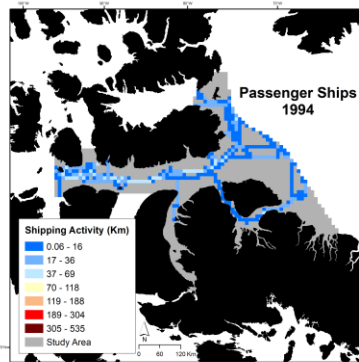 Passenger Ships
1994
Shipping Activity (Km)
0.06 - 16
17 - 36
37 - 69
70 - 118
119 - 188
189 - 304
305 - 535
Study Area
N
0 60 120 Km